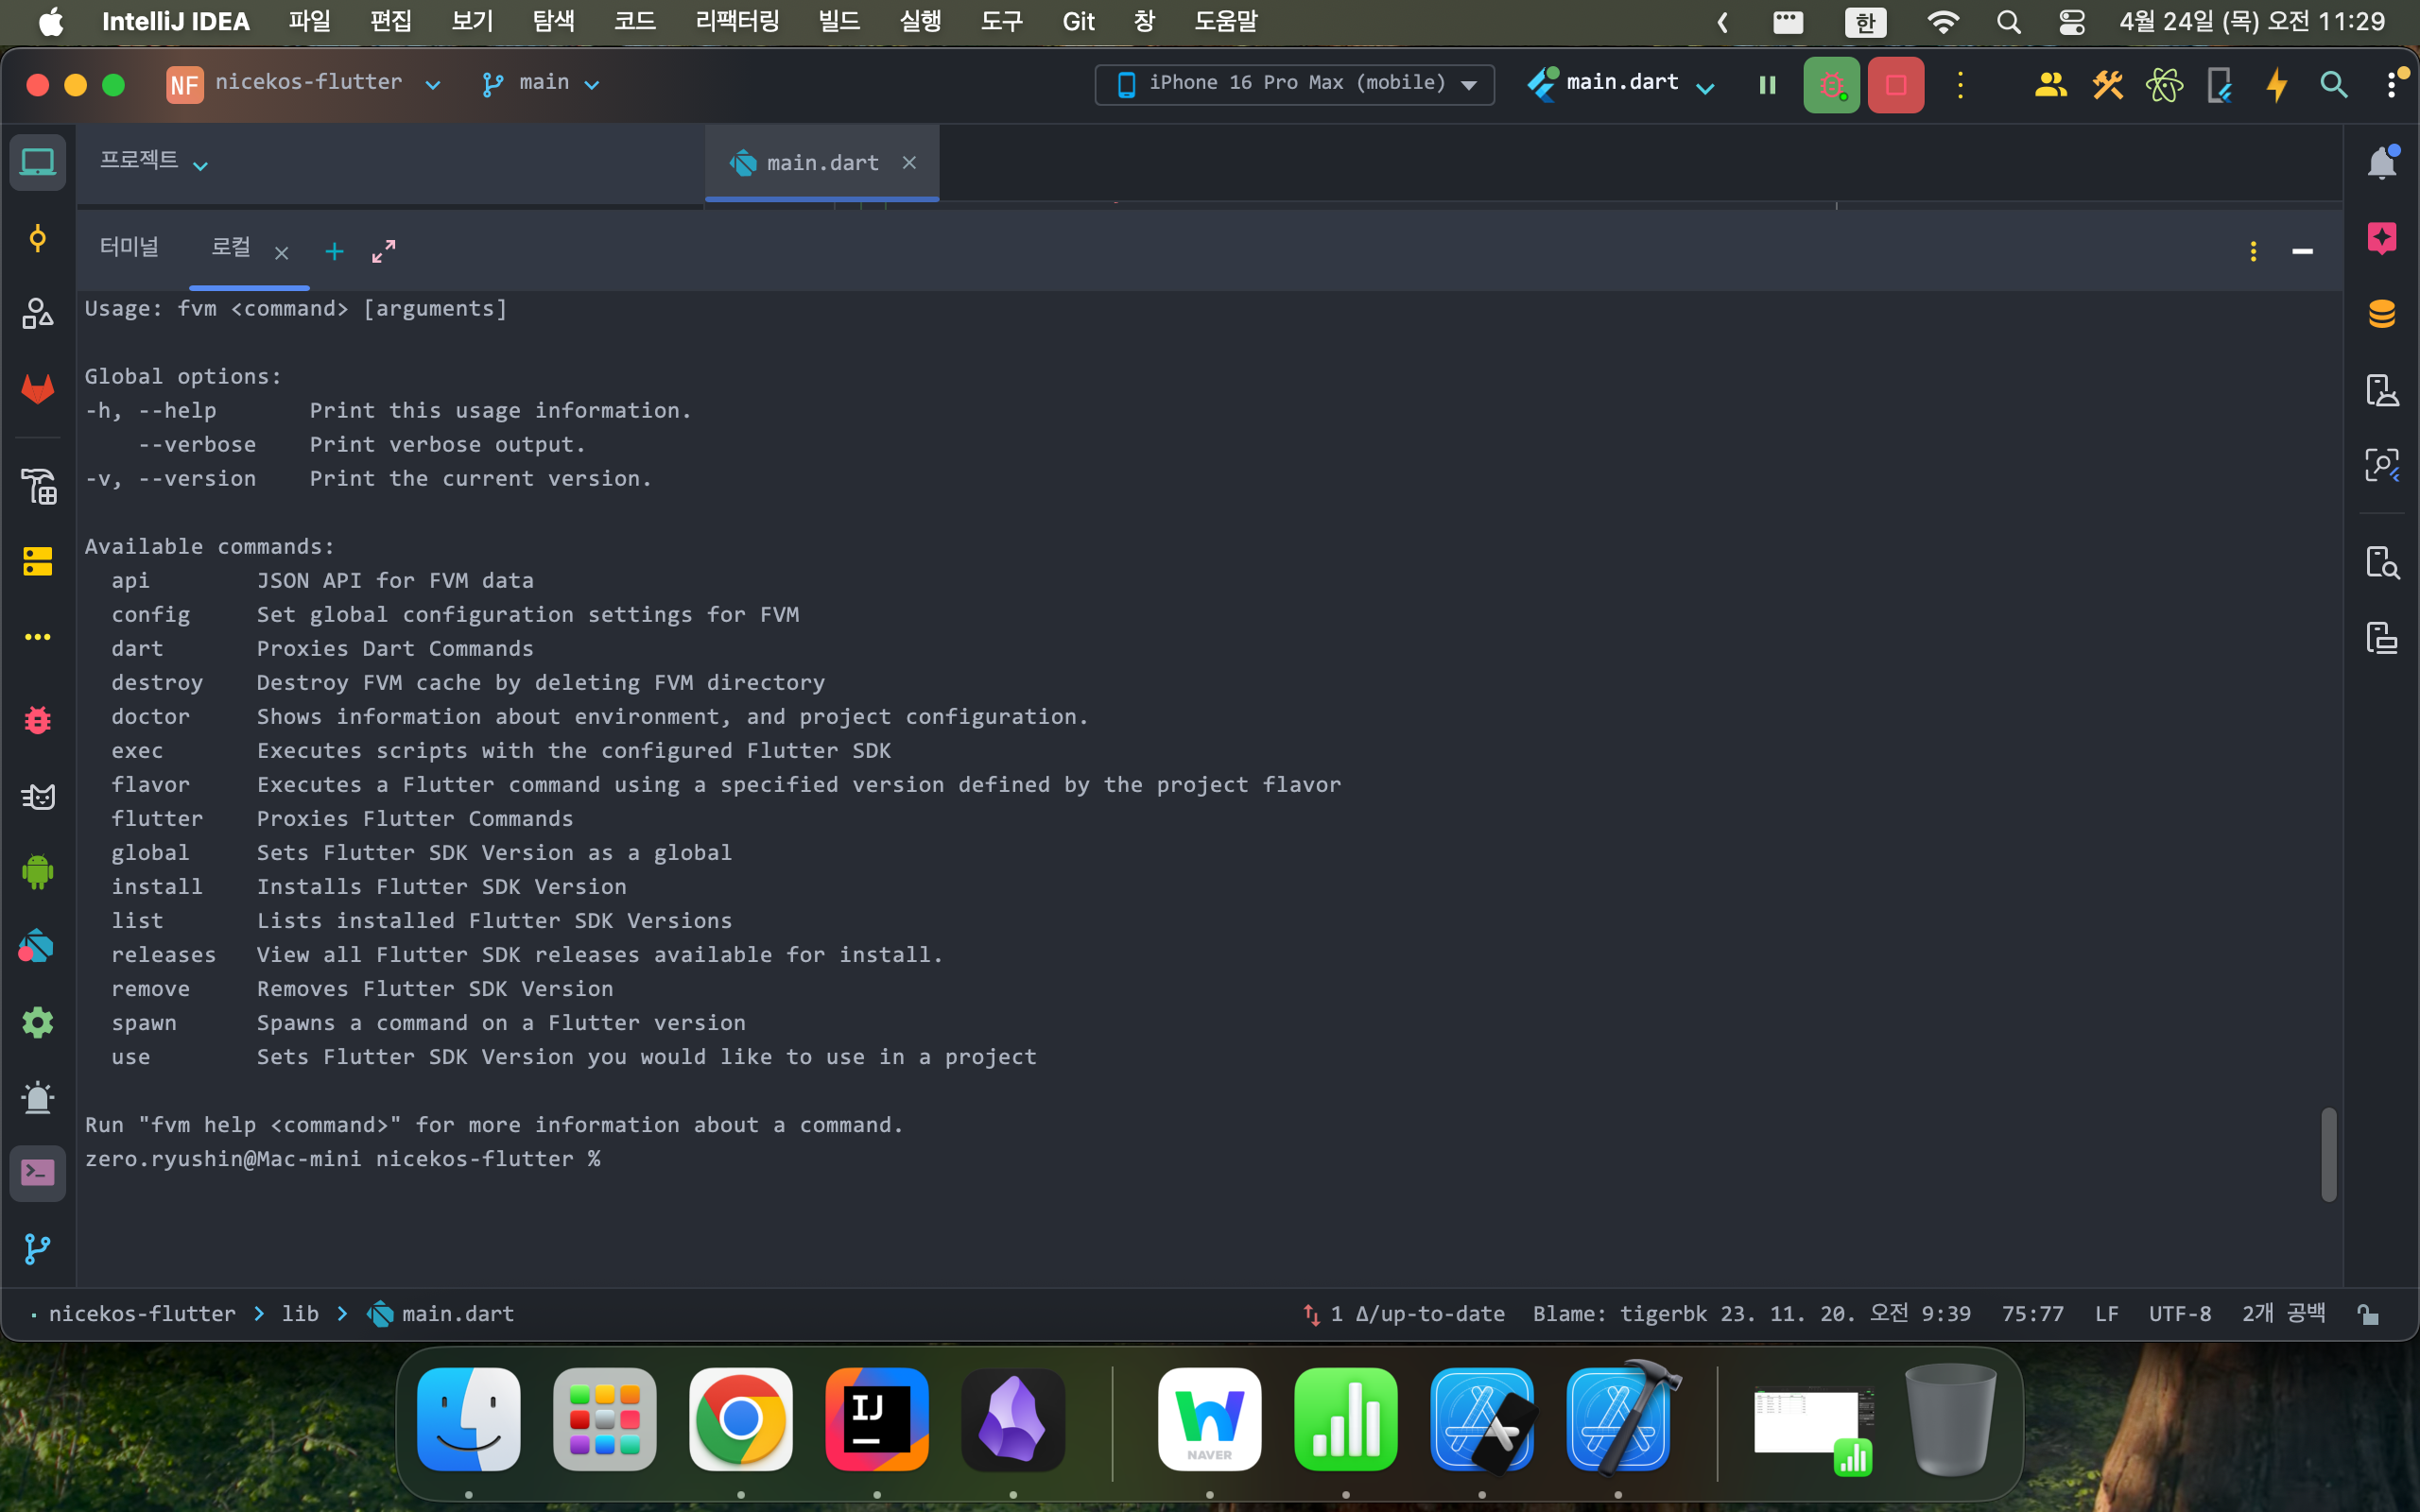 IntelliJ IDEA 파일 편집 보기 탐색 코드 리팩터링 빌드 실행 도구 Git 창 도움말 한 4월 24일 (목) 오전 11:29
NF nicekos-flutter main iPhone 16 Pro Max (mobile) main.dart
프로젝트 main.dart
터미널 로컬
Usage: fvm <command> [arguments]
Global options:
-h, --help Print this usage information.
--verbose Print verbose output.
-v, --version Print the current version.
Available commands:
api JSON API for FVM data
config Set global configuration settings for FVM
dart Proxies Dart Commands
destroy Destroy FVM cache by deleting FVM directory
doctor Shows information about environment, and project configuration.
exec Executes scripts with the configured Flutter SDK
flavor Executes a Flutter command using a specified version defined by the project flavor
flutter Proxies Flutter Commands
global Sets Flutter SDK Version as a global
install Installs Flutter SDK Version
list Lists installed Flutter SDK Versions
releases View all Flutter SDK releases available for install.
remove Removes Flutter SDK Version
spawn Spawns a command on a Flutter version
use Sets Flutter SDK Version you would like to use in a project
Run "fvm help <command>" for more information about a command.
zero.ryushin@Mac-mini nicekos-flutter %
nicekos-flutter lib main.dart 1 Δ/up-to-date Blame: tigerbk 23. 11. 20. 오전 9:39 75:77 LF UTF-8 2개 공백
IJ
NAVER